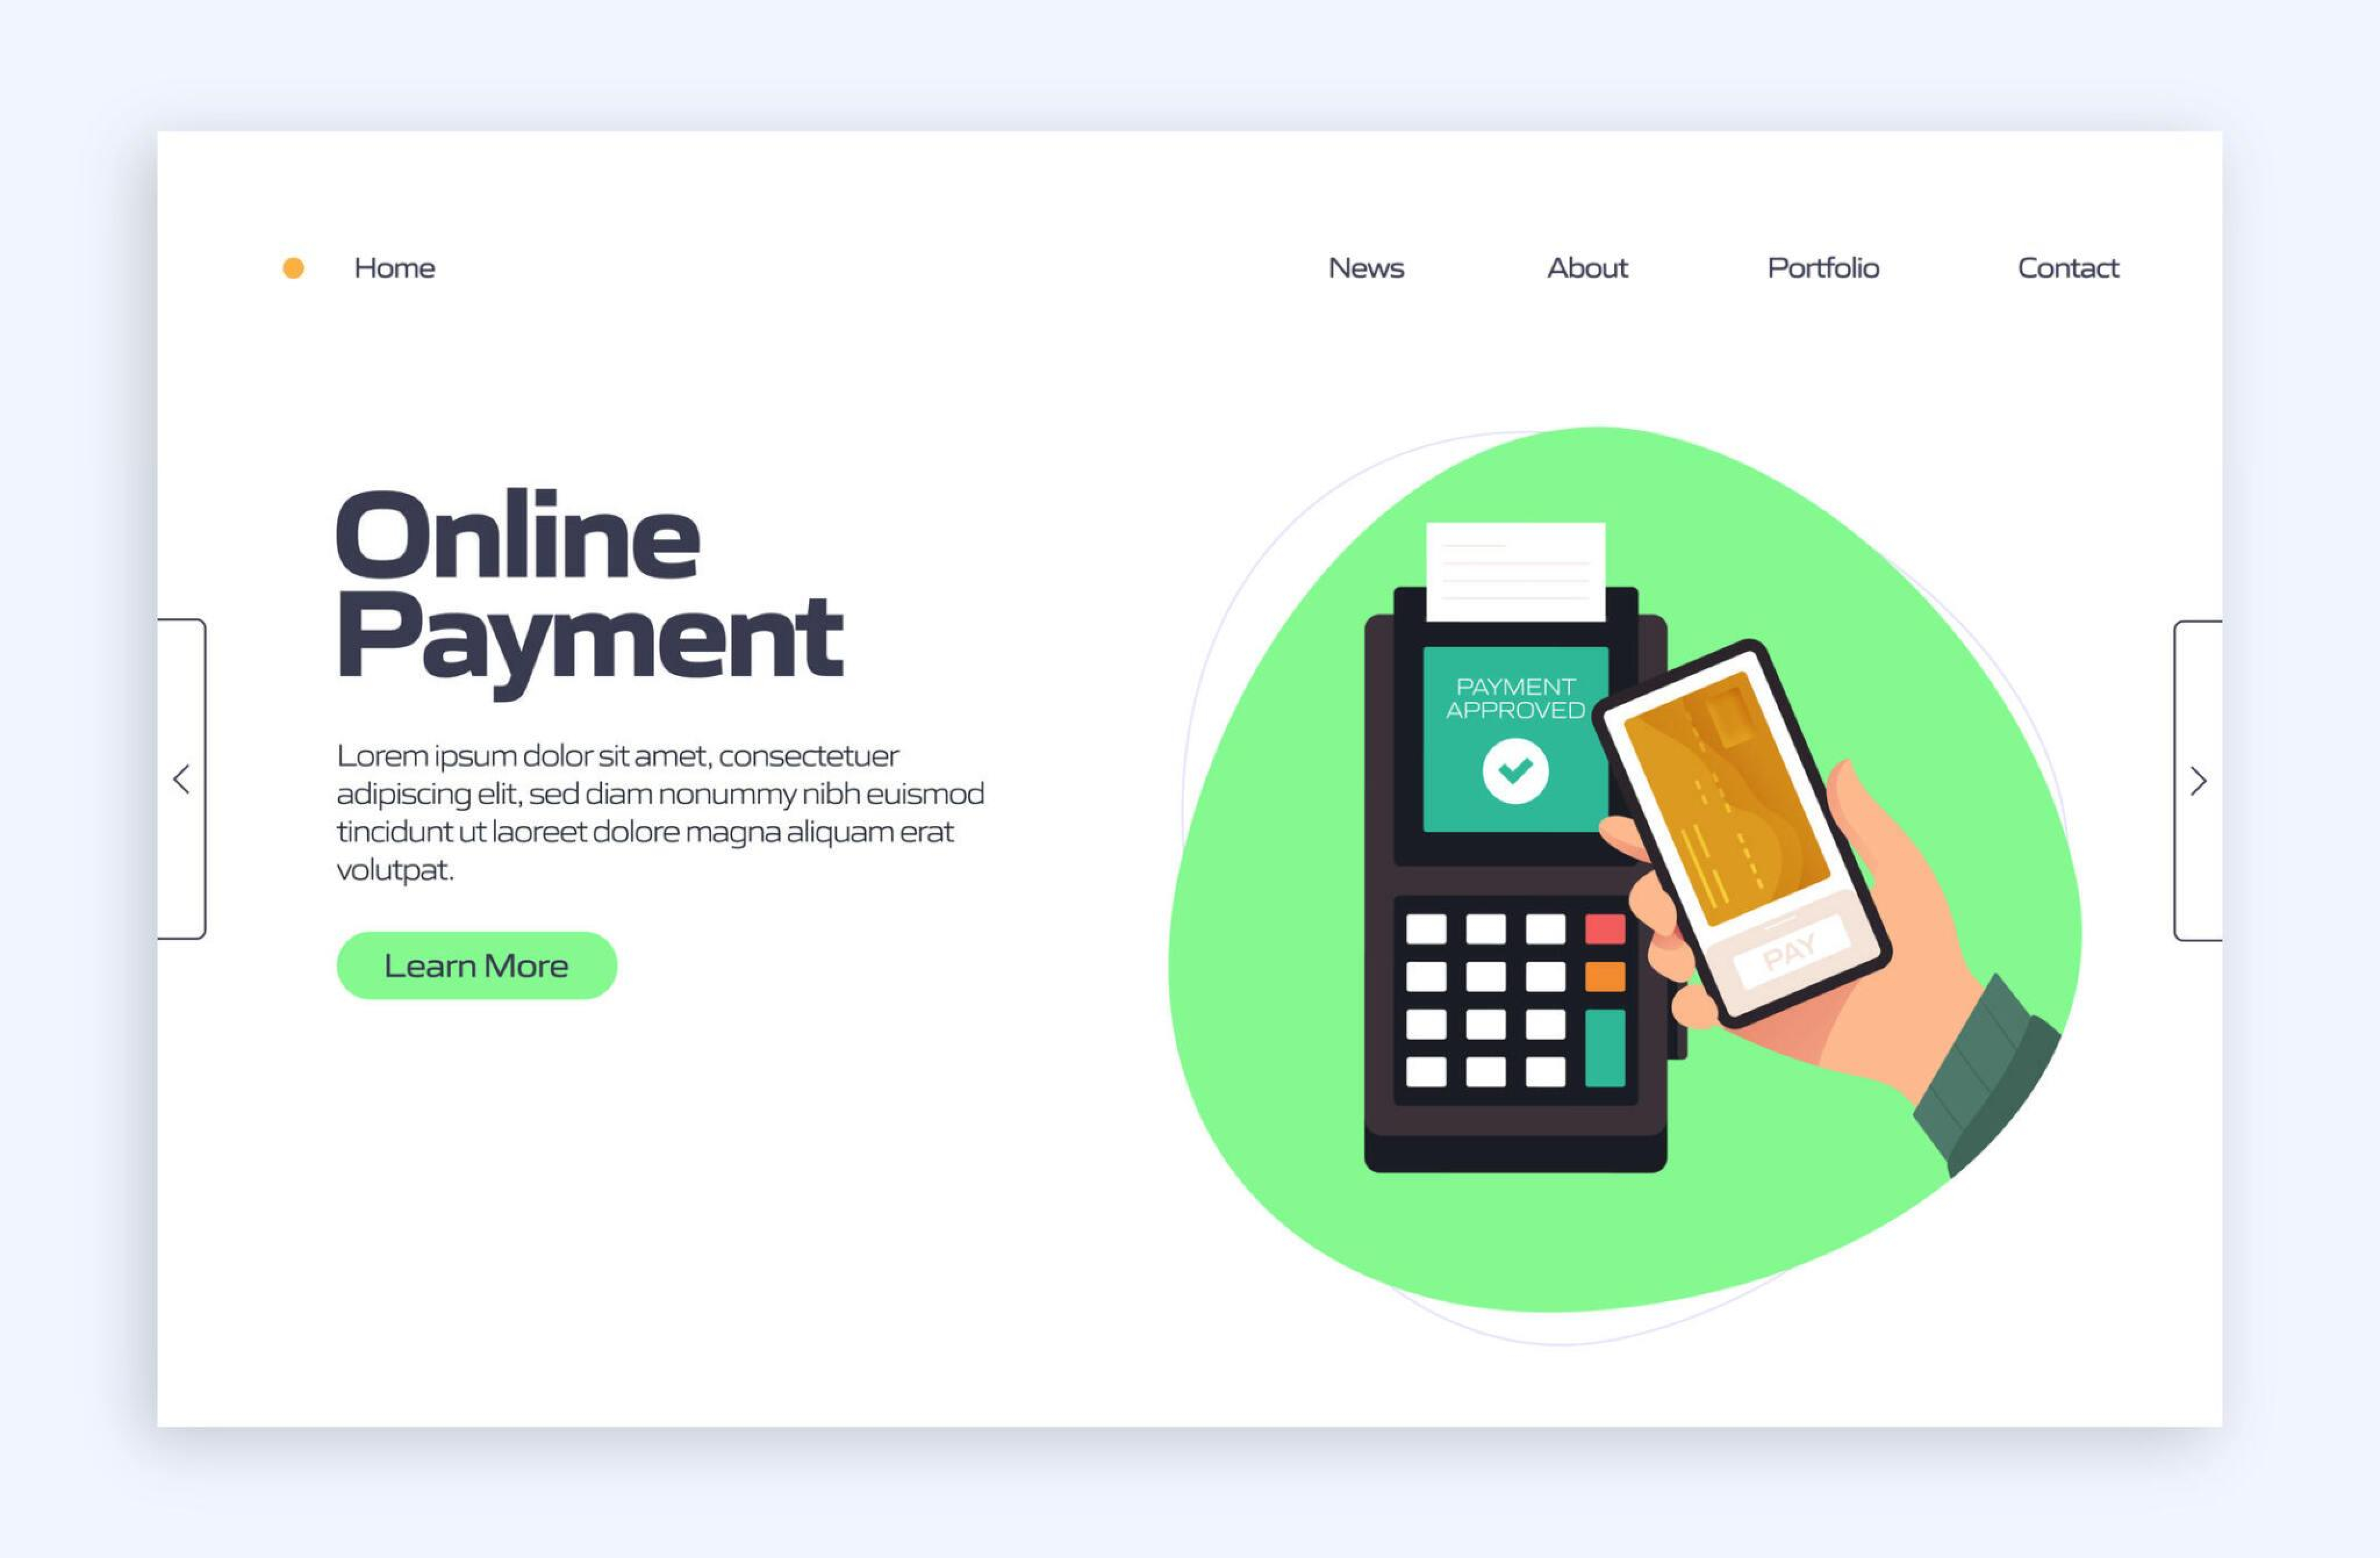 Home
News
About
Portfolio
Contact
Online
Payment
Lorem ipsum dolor sit amet, consectetuer
adipiscing elit, sed diam nonummy nibh euismod
tincidunt ut laoreet dolore magna aliquam erat
volutpat.
Learn More
PAYMENT
APPROVED
PAY